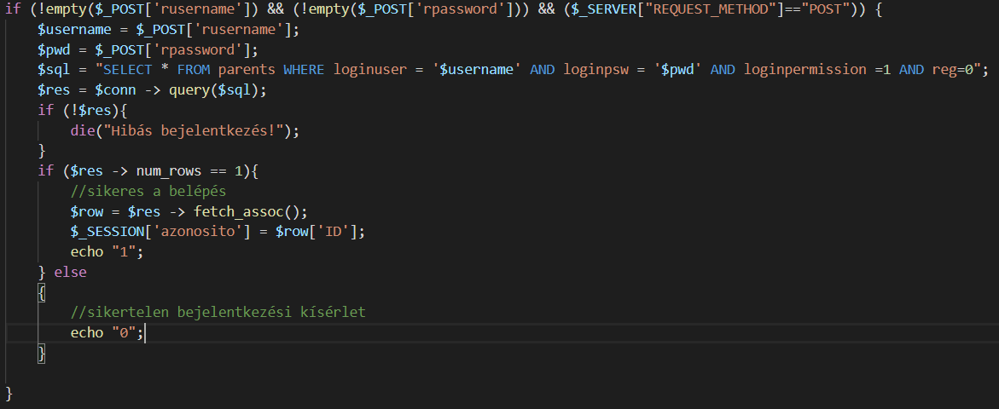 if (!empty($_POST['rusername']) && (!empty($_POST['rpassword'])) && ($_SERVER["REQUEST_METHOD"]=="POST")) {
    $username = $_POST['rusername'];
    $pwd = $_POST['rpassword'];
    $sql = "SELECT * FROM parents WHERE loginuser = '$username' AND loginpsw = '$pwd' AND loginpermission =1 AND reg=0";
    $res = $conn -> query($sql);
    if (!$res){
        die("Hibás bejelentkezés!");
    }
    if ($res -> num_rows == 1){
        //sikeres a belépés
        $row = $res -> fetch_assoc();
        $_SESSION['azonosito'] = $row['ID'];
        echo "1";
    } else
    {
        //sikertelen bejelentkezési kísérlet
        echo "0";
    }
}